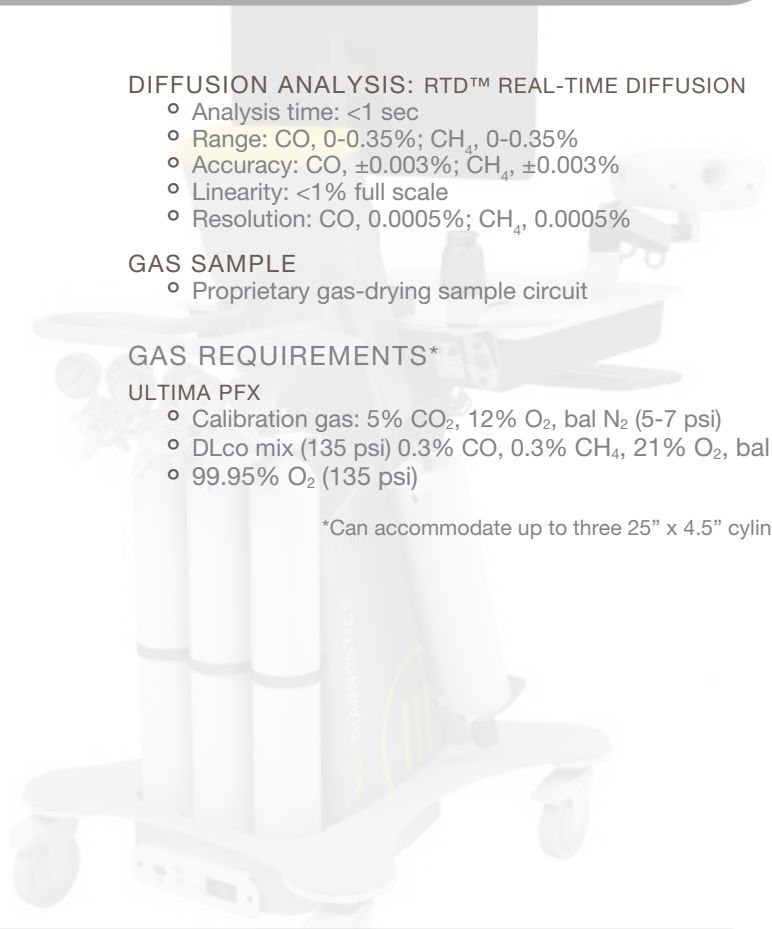 DIFFUSION ANALYSIS: RTD™ REAL-TIME DIFFUSION
° Analysis time: <1 sec
° Range: CO, 0-0.35%; CH₄, 0-0.35%
° Accuracy: CO, ±0.003%; CH₄, ±0.003%
° Linearity: <1% full scale
° Resolution: CO, 0.0005%; CH₄, 0.0005%
GAS SAMPLE
° Proprietary gas-drying sample circuit
GAS REQUIREMENTS*
ULTIMA PFX
° Calibration gas: 5% CO₂, 12% O₂, bal N₂ (5-7 psi)
° DLco mix (135 psi) 0.3% CO, 0.3% CH₄, 21% O₂, bal
° 99.95% O₂ (135 psi)
*Can accommodate up to three 25” x 4.5” cylin
DIAGNOSTICS